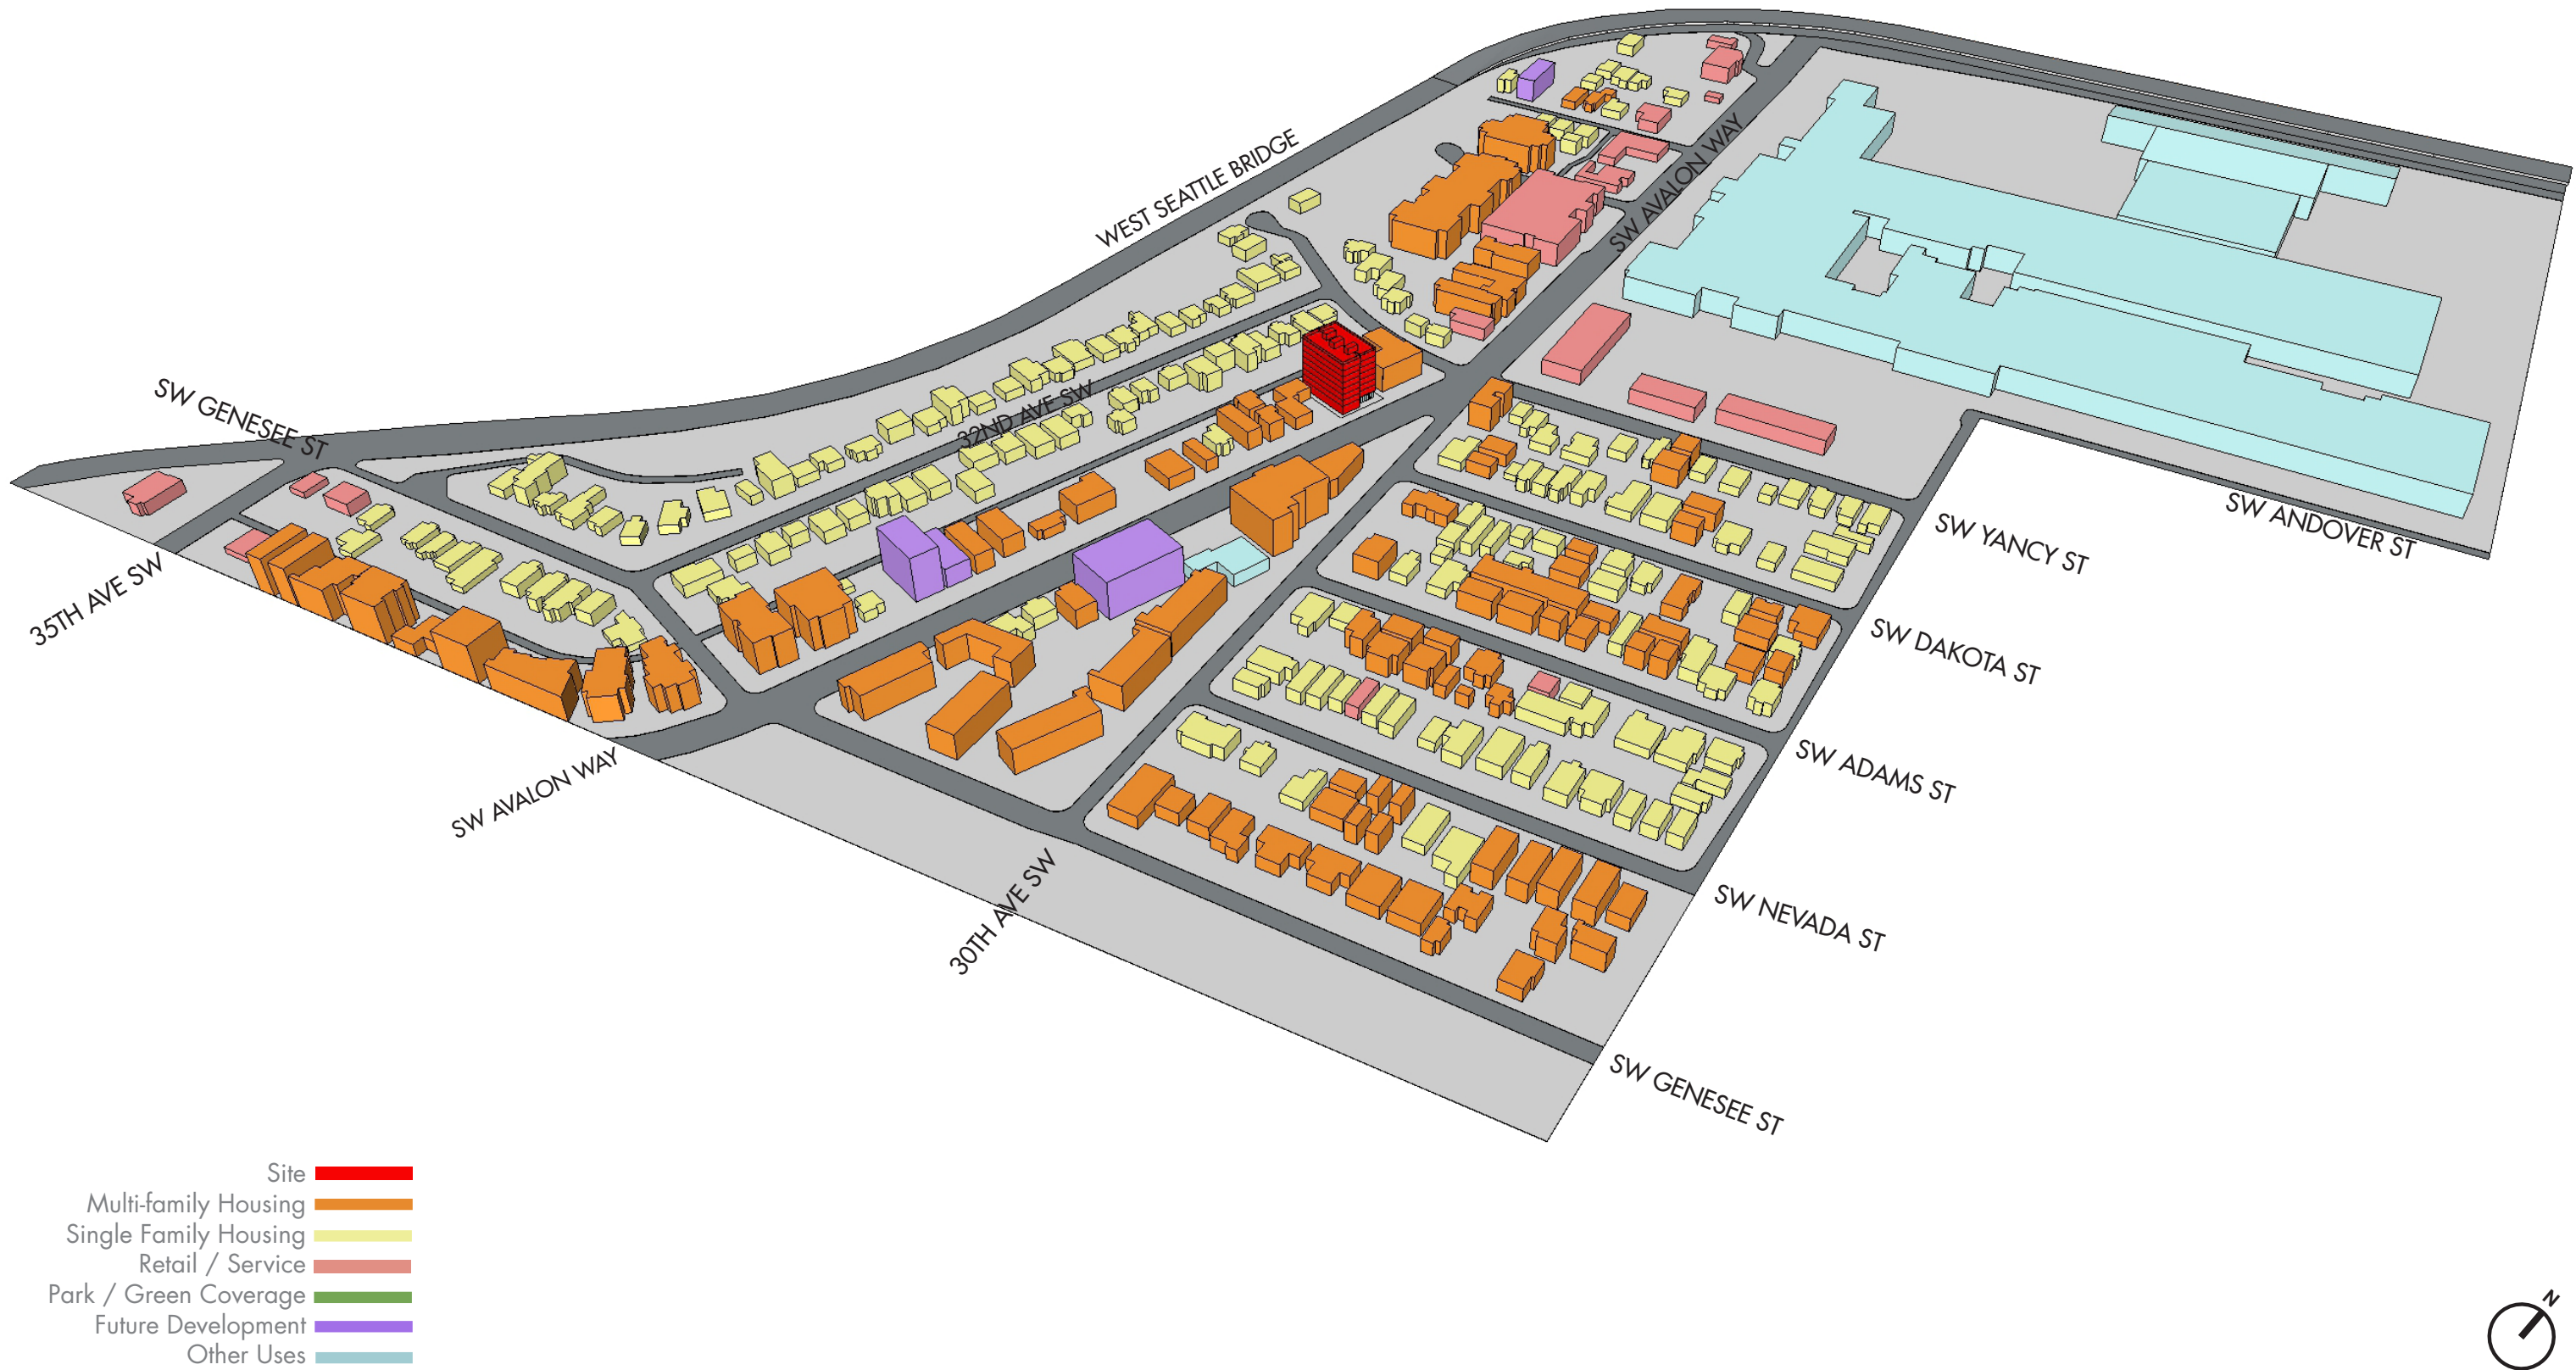 WEST SEATTLE BRIDGE
SW AVALON WAY
SW GENESEE ST
32ND AVE SW
35TH AVE SW
SW YANCY ST
SW ANDOVER ST
SW DAKOTA ST
SW ADAMS ST
SW AVALON WAY
30TH AVE SW
SW NEVADA ST
SW GENESEE ST
Site
Multi-family Housing
Single Family Housing
Retail / Service
Park / Green Coverage
Future Development
Other Uses
N